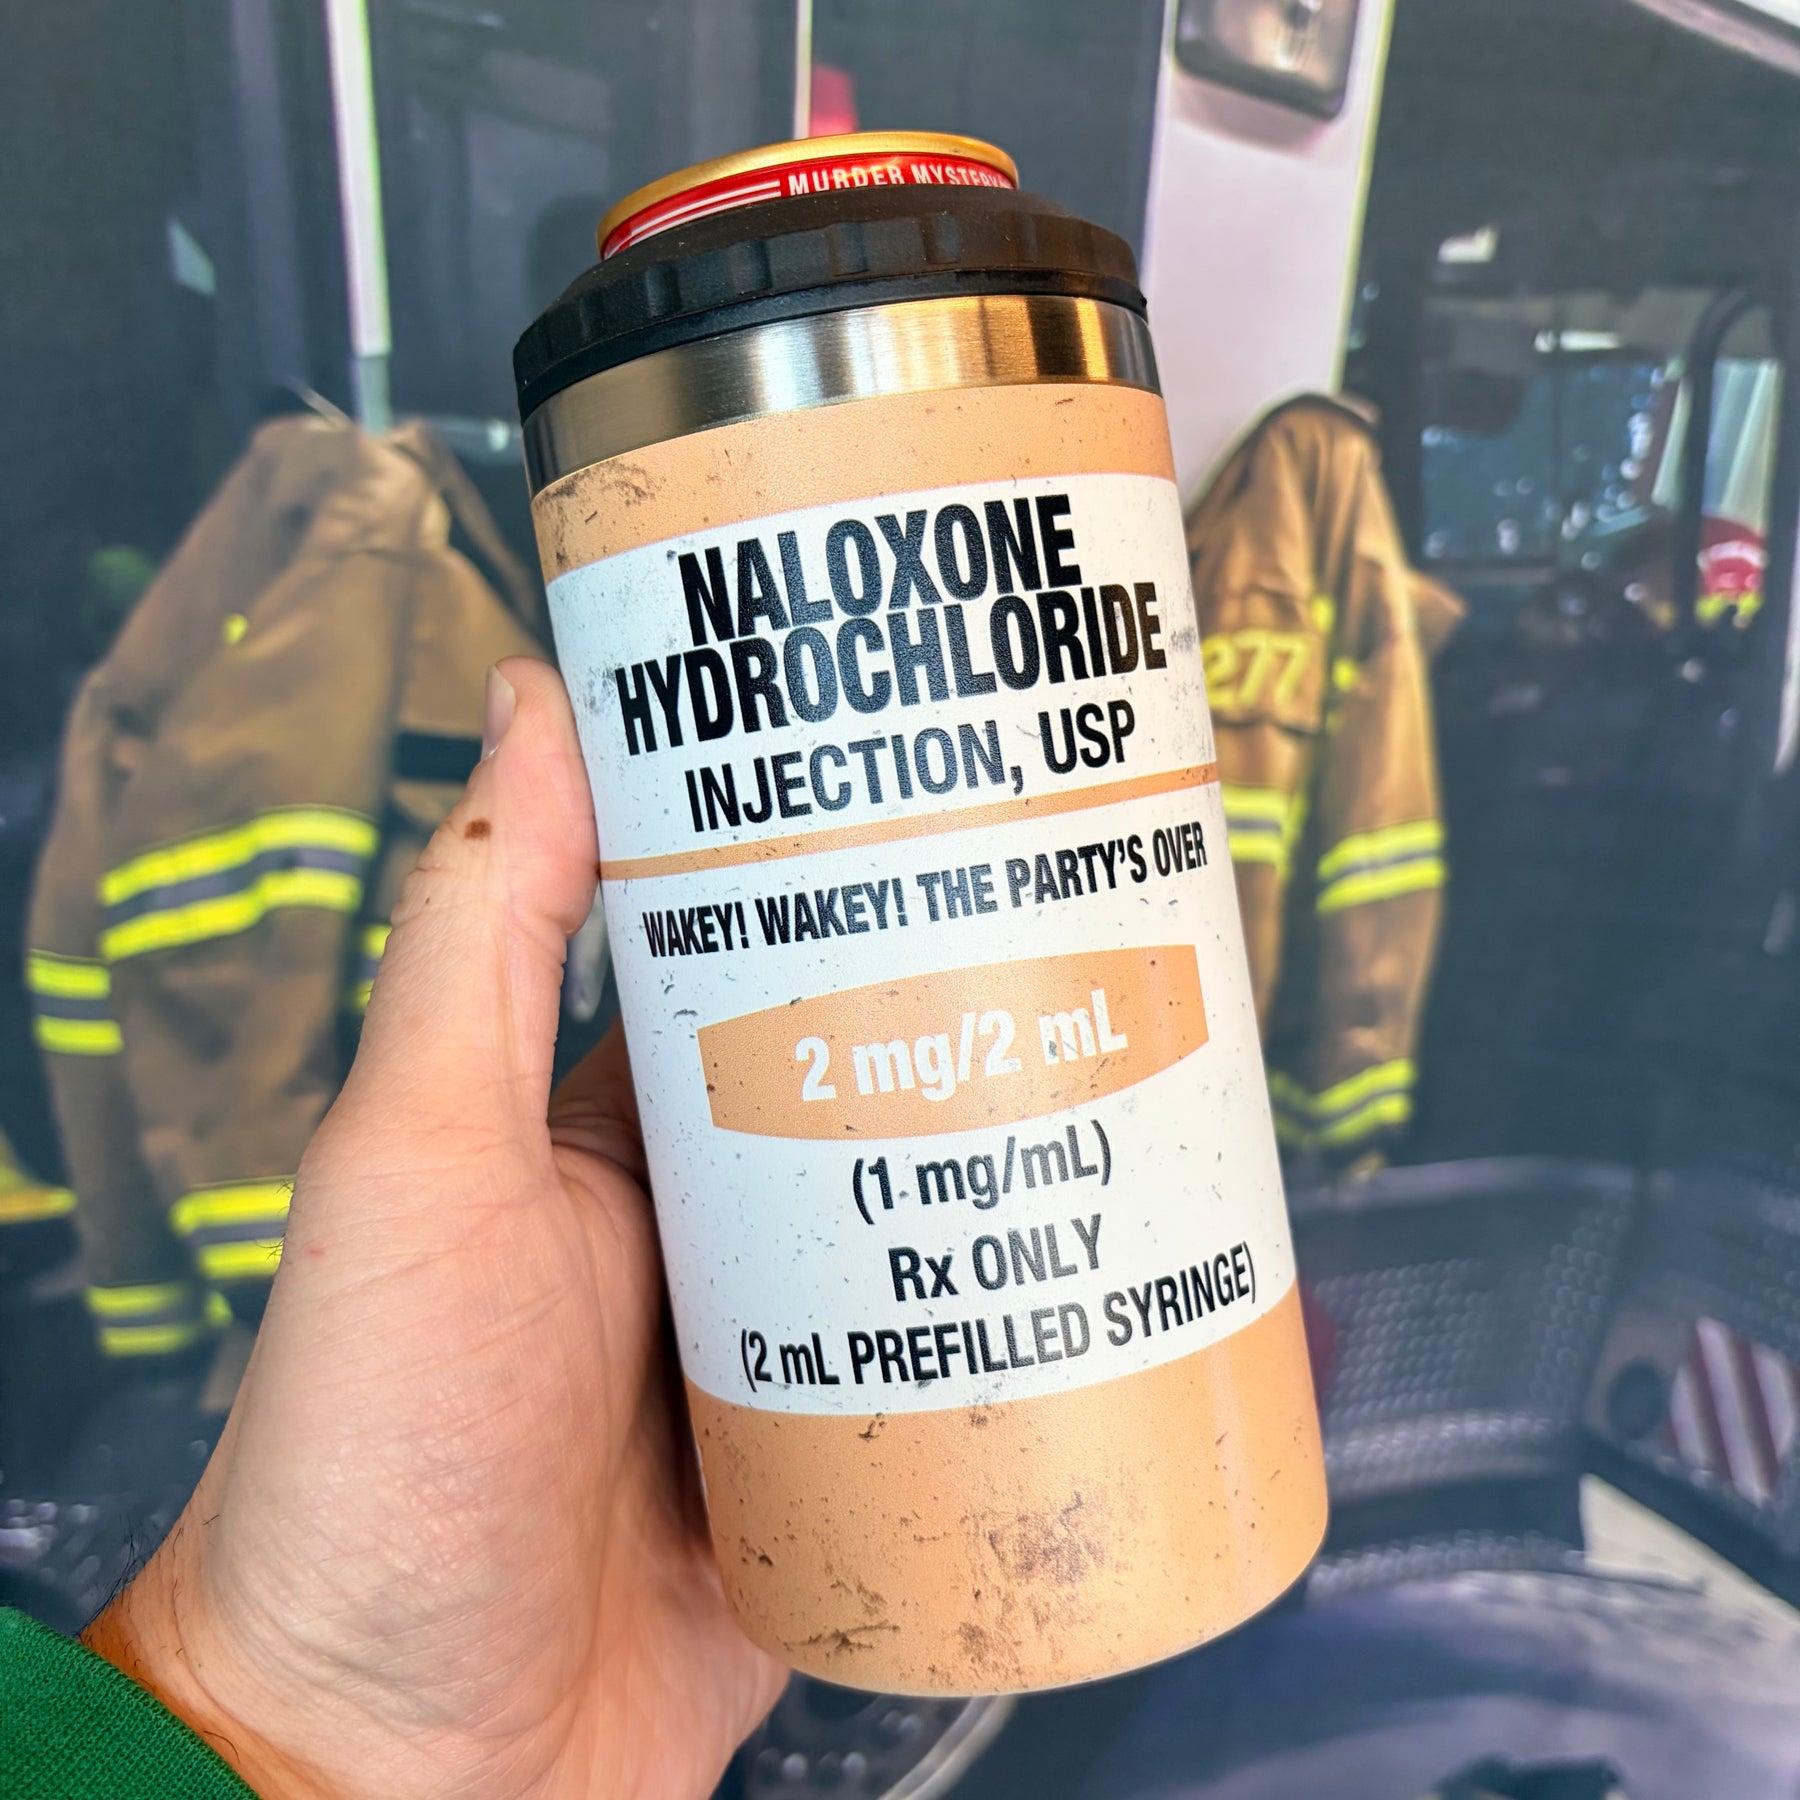 MURDER MYSTERY
NALOXONE
HYDROCHLORIDE
INJECTION, USP
WAKEY! WAKEY! THE PARTY'S OVER
2 mg/2 mL
(1 mg/mL)
Rx ONLY
(2 mL PREFILLED SYRINGE)
277